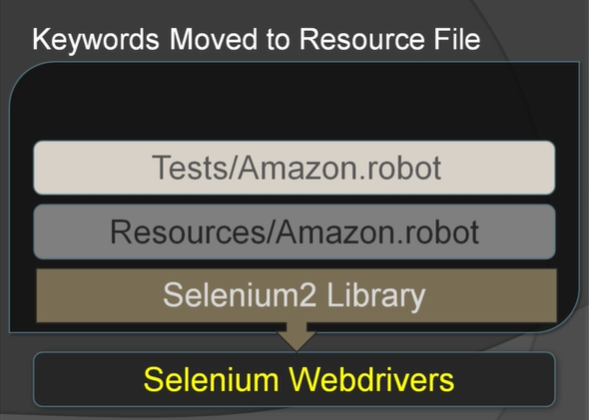 Keywords Moved to Resource File
Tests/Amazon.robot
Resources/Amazon.robot
Selenium2 Library
Selenium Webdrivers